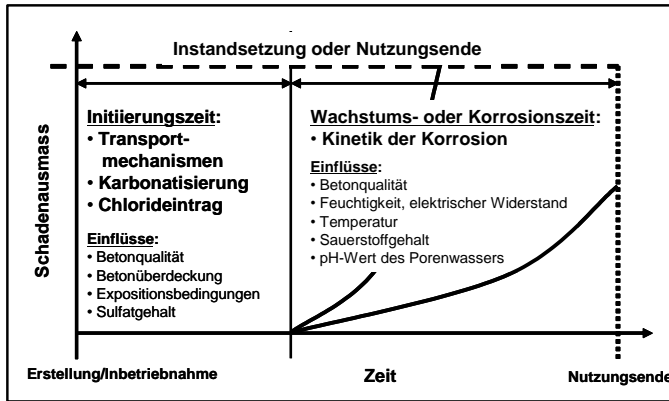 Instandsetzung oder Nutzungsende
Schadenausmass
Initiierungszeit:
• Transport-
mechanismen
• Karbonatisierung
• Chlorideintrag
Einflüsse:
• Betonqualität
• Betonüberdeckung
• Expositionsbedingungen
• Sulfatgehalt
Wachstums- oder Korrosionszeit:
• Kinetik der Korrosion
Einflüsse:
• Betonqualität
• Feuchtigkeit, elektrischer Widerstand
• Temperatur
• Sauerstoffgehalt
• pH-Wert des Porenwassers
Erstellung/Inbetriebnahme
Zeit
Nutzungsende